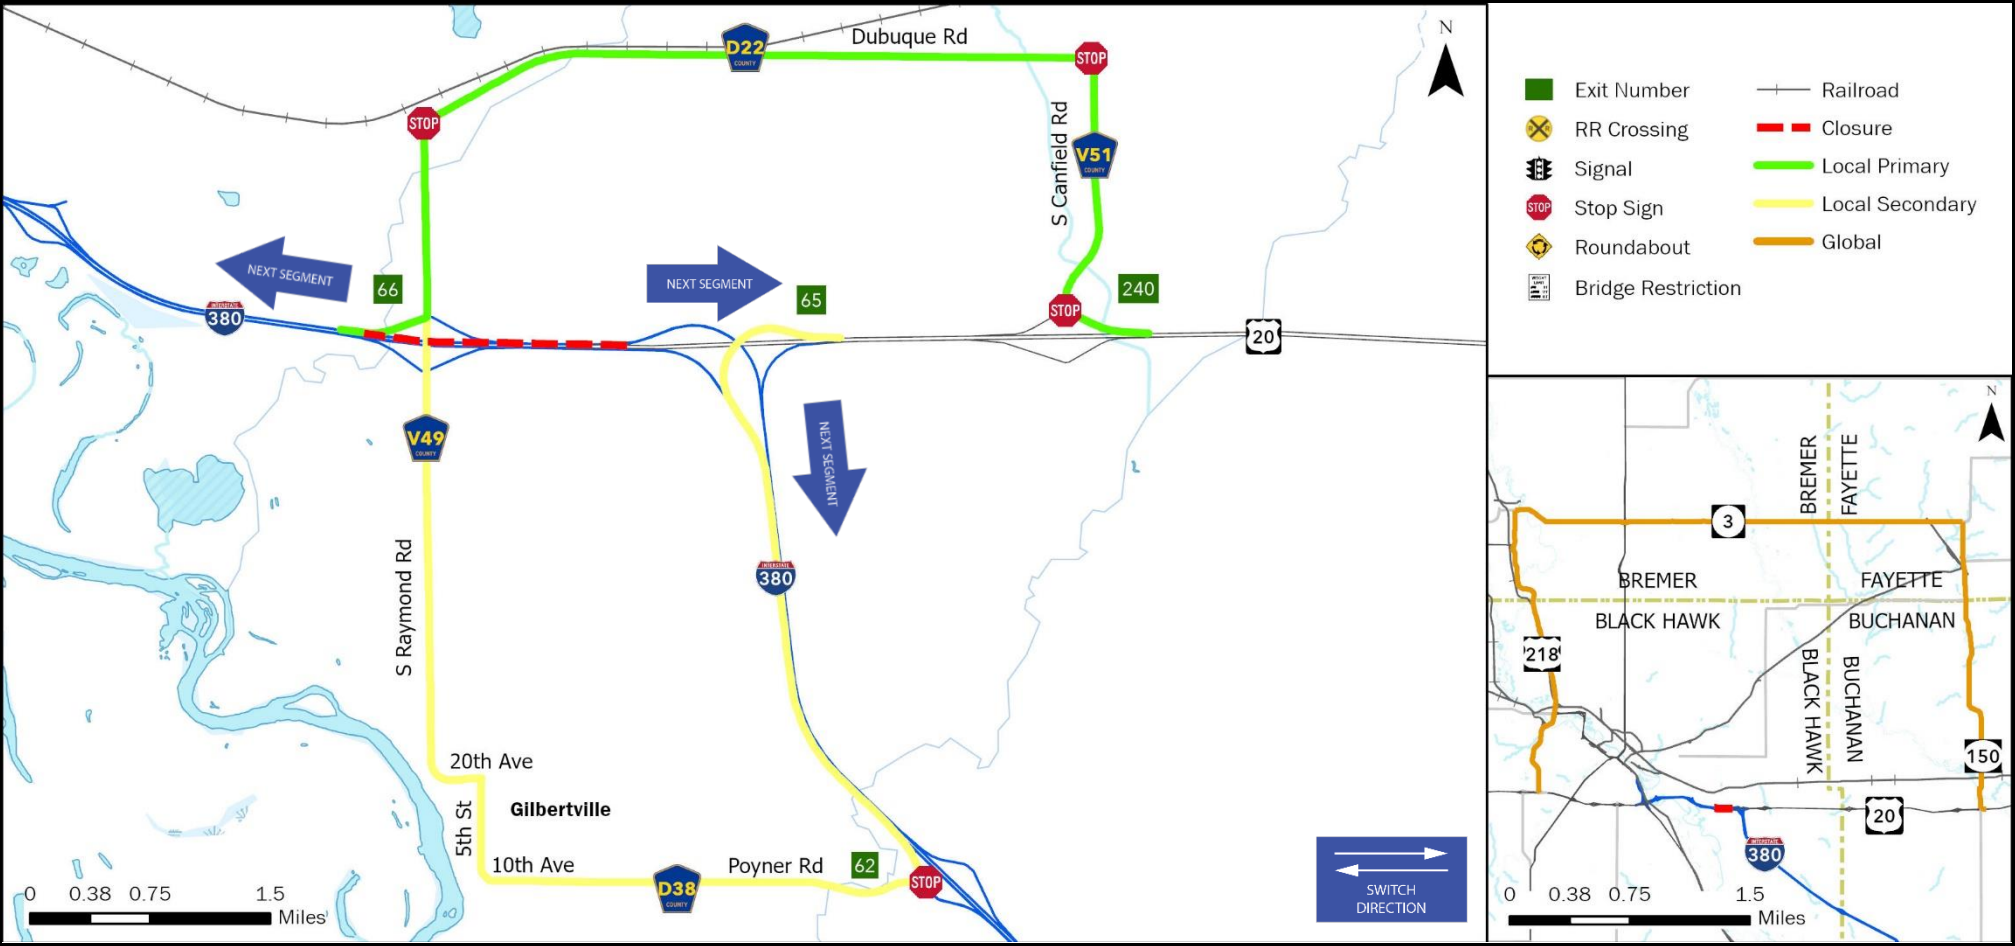 D22
COUNTY
Dubuque Rd
STOP
N
STOP
S Canfield Rd
V51
COUNTY
NEXT SEGMENT
66
NEXT SEGMENT
65
STOP
240
INTERSTATE
380
20
V49
COUNTY
NEXT SEGMENT
S Raymond Rd
INTERSTATE
380
20th Ave
5th St
Gilbertville
10th Ave
D38
COUNTY
Poyner Rd
62
STOP
0 0.38 0.75 1.5
Miles
SWITCH
DIRECTION
Exit Number
RR Crossing
Signal
STOP
Stop Sign
Roundabout
Bridge Restriction
Railroad
Closure
Local Primary
Local Secondary
Global
N
BREMER
FAYETTE
3
BREMER
FAYETTE
BLACK HAWK
BUCHANAN
218
BLACK HAWK
BUCHANAN
150
20
INTERSTATE
380
0 0.38 0.75 1.5
Miles